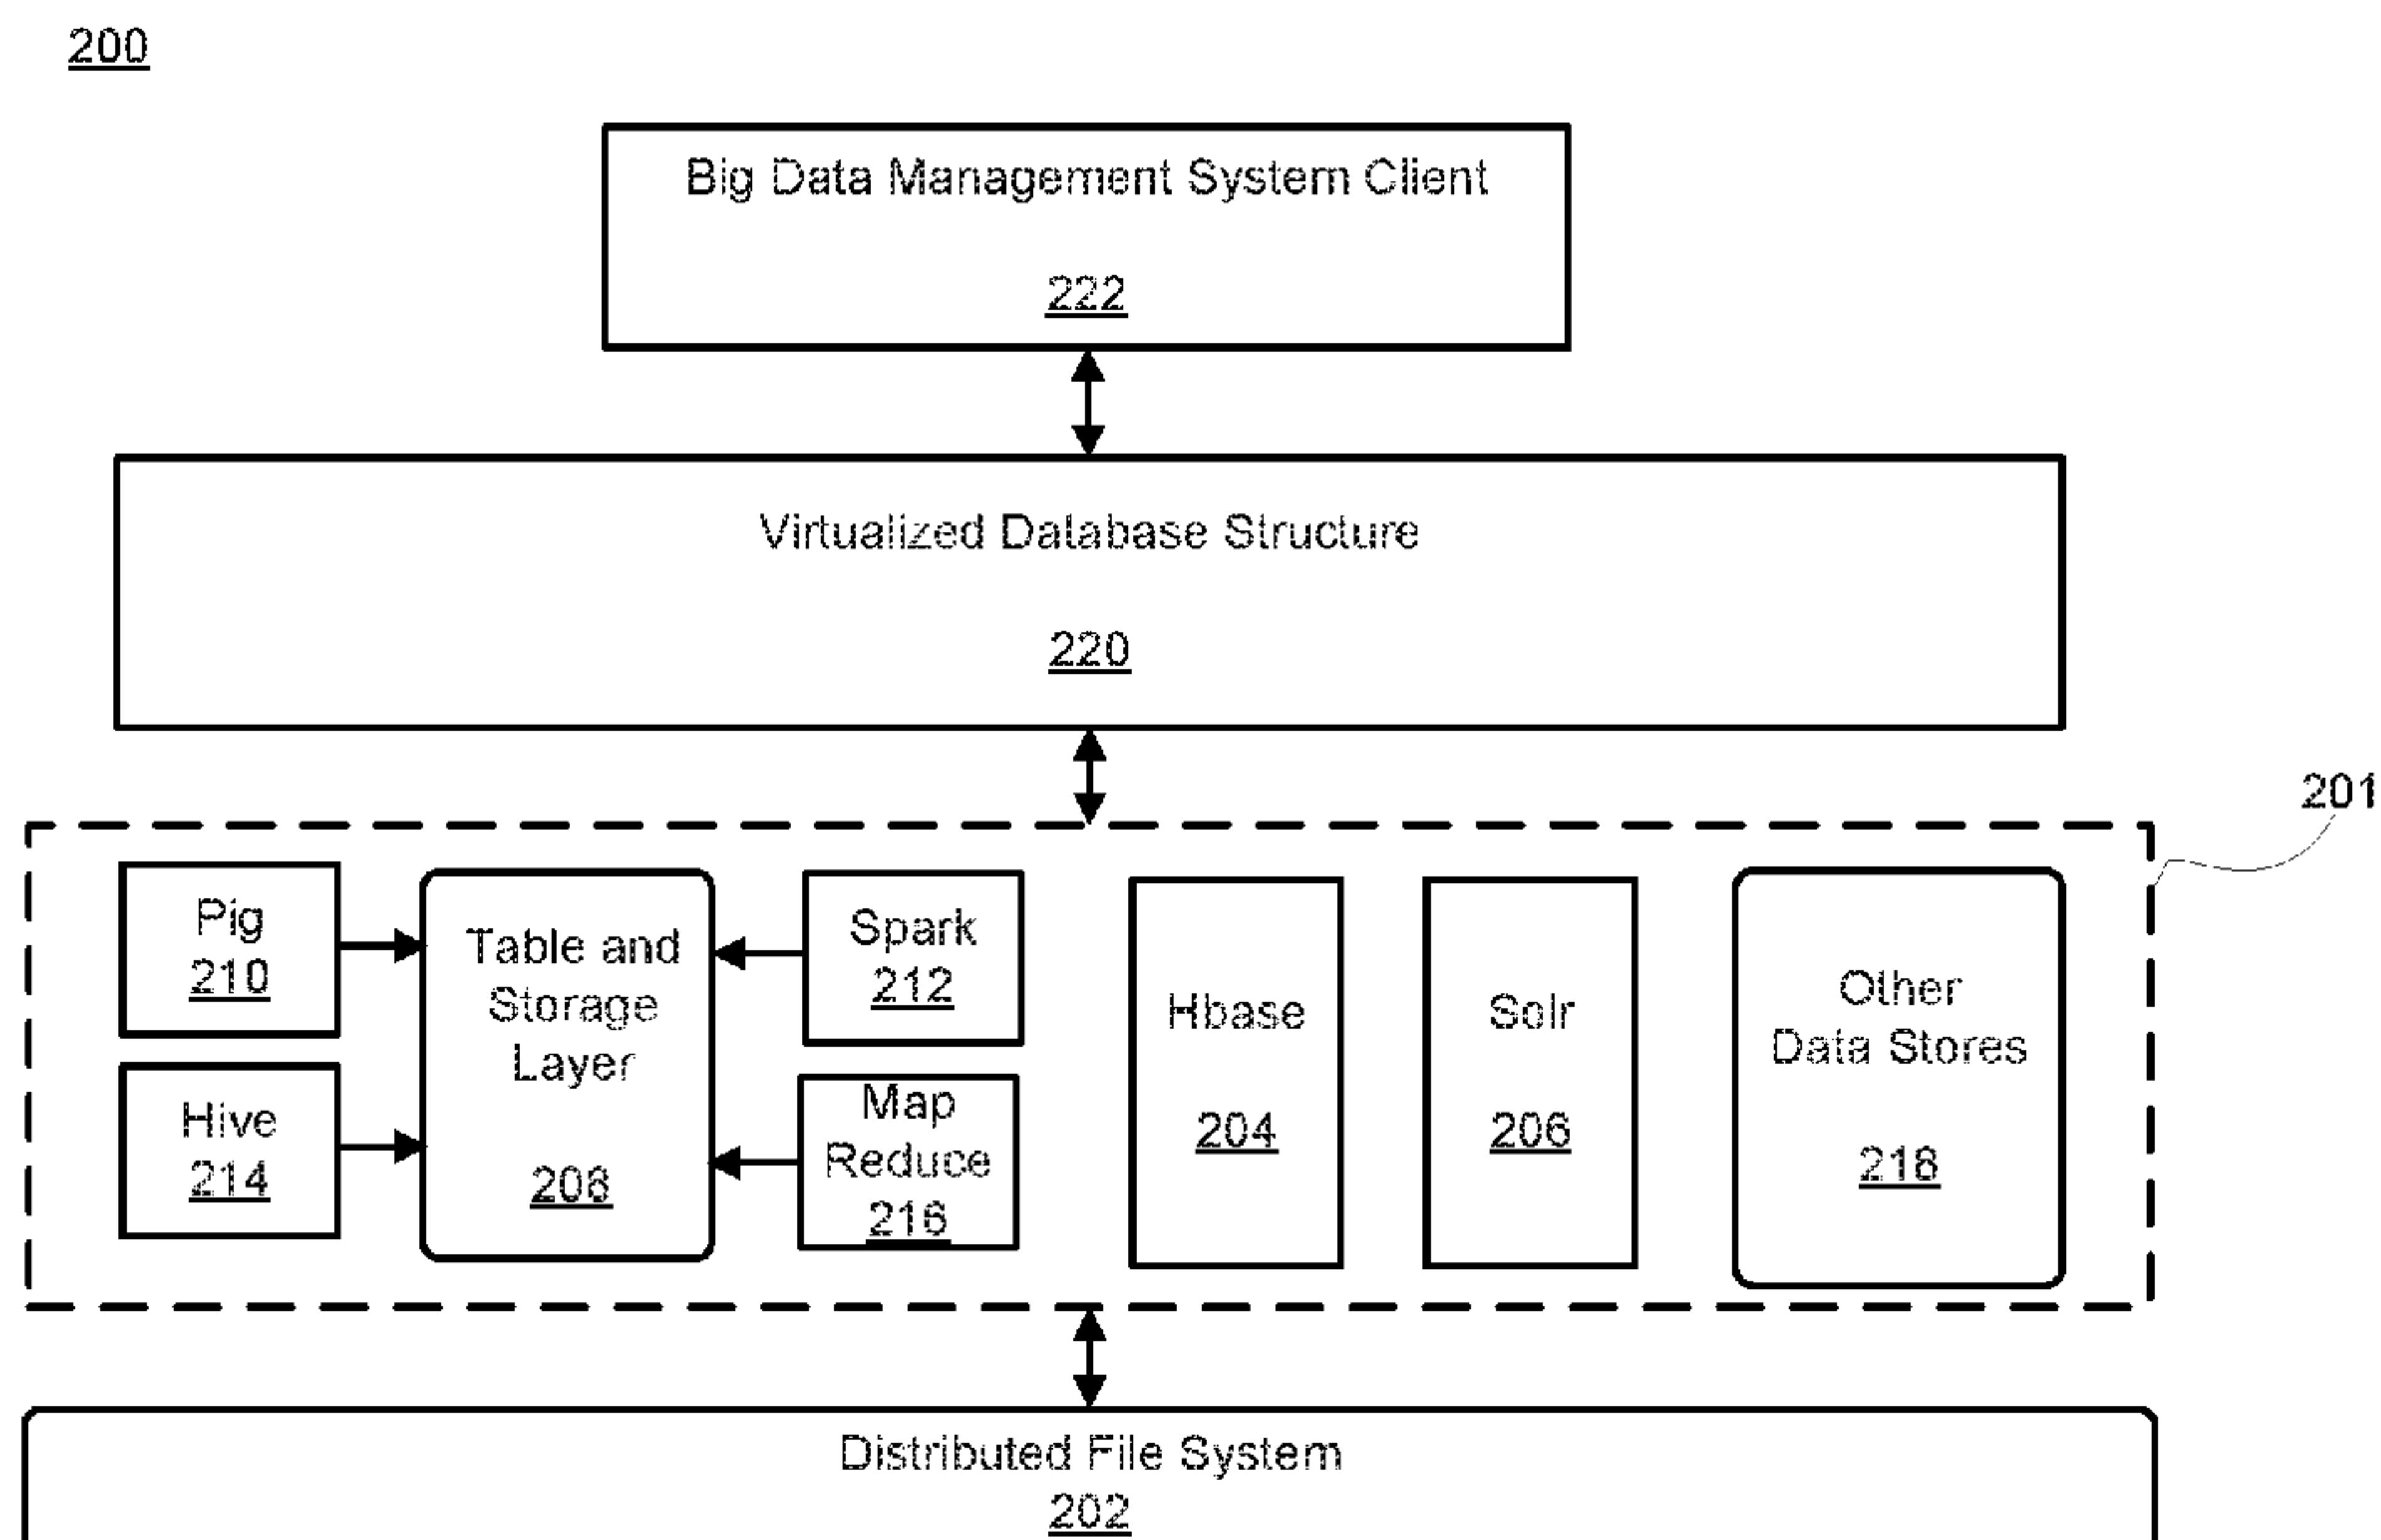 200
Big Data Management System Client
222
Virtualized Database Structure
220
201
Pig
210
Hive
214
Table and
Storage
Layer
208
Spark
212
Map
Reduce
216
Hbase
204
Solr
206
Other
Data Stores
218
Distributed File System
202